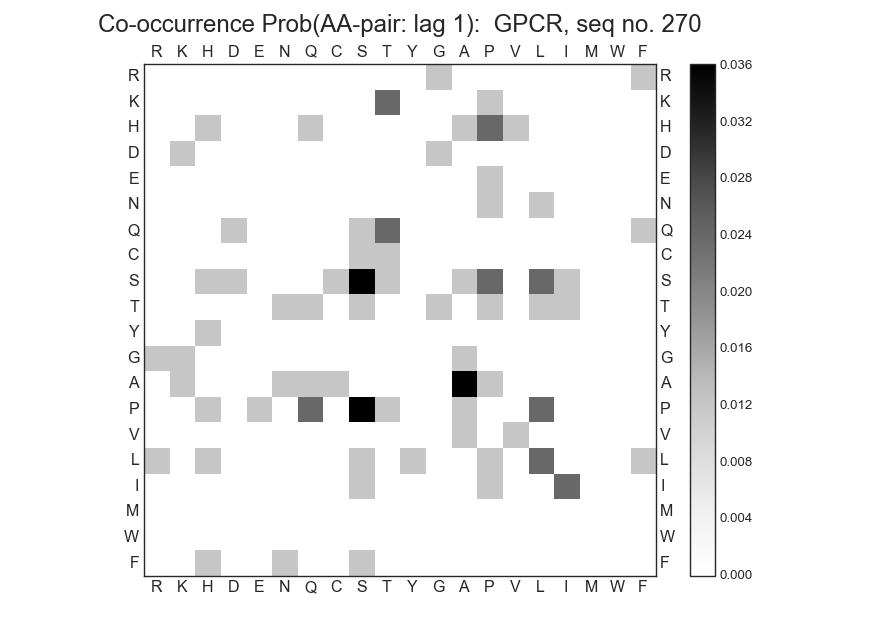 Co-occurrence Prob(AA-pair: lag 1):  GPCR, seq no. 270
R K H D E N Q C S T Y G A P V L I M W F
R R 0.036
K K
H H 0.032
D D
E E 0.028
N N
Q Q 0.024
C C
S S 0.020
T T
Y Y 0.016
G G
A A
P P 0.012
V V
L L 0.008
I I
M M 0.004
W W
F F 0.000
R K H D E N Q C S T Y G A P V L I M W F